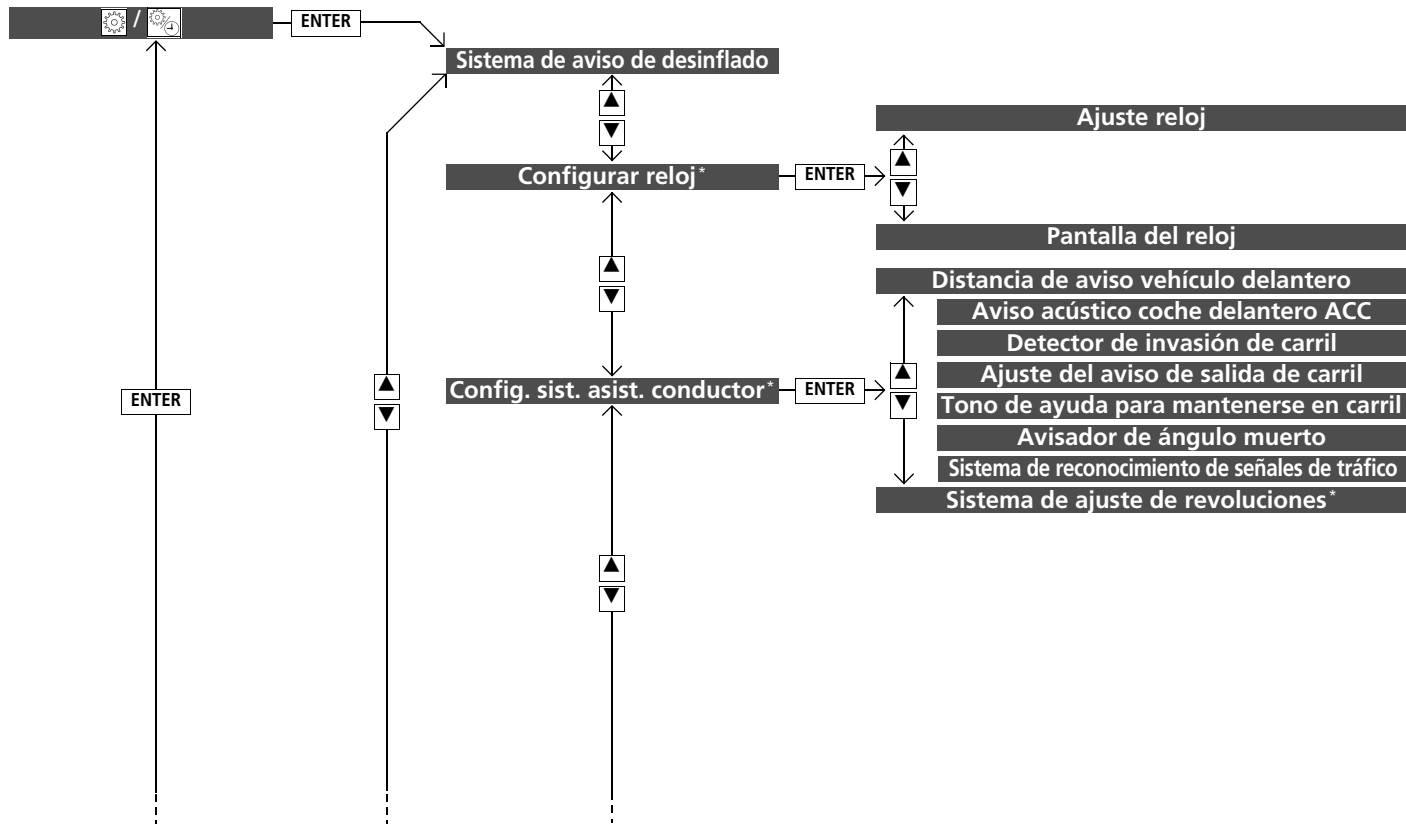 /
ENTER
Sistema de aviso de desinflado
▲
▼
Ajuste reloj
Configurar reloj*
ENTER
▲
▼
Pantalla del reloj
▲
▼
Distancia de aviso vehículo delantero
Aviso acústico coche delantero ACC
Detector de invasión de carril
Ajuste del aviso de salida de carril
Config. sist. asist. conductor*
ENTER
▲
▼
Tono de ayuda para mantenerse en carril
Avisador de ángulo muerto
Sistema de reconocimiento de señales de tráfico
Sistema de ajuste de revoluciones*
ENTER
▲
▼
▲
▼